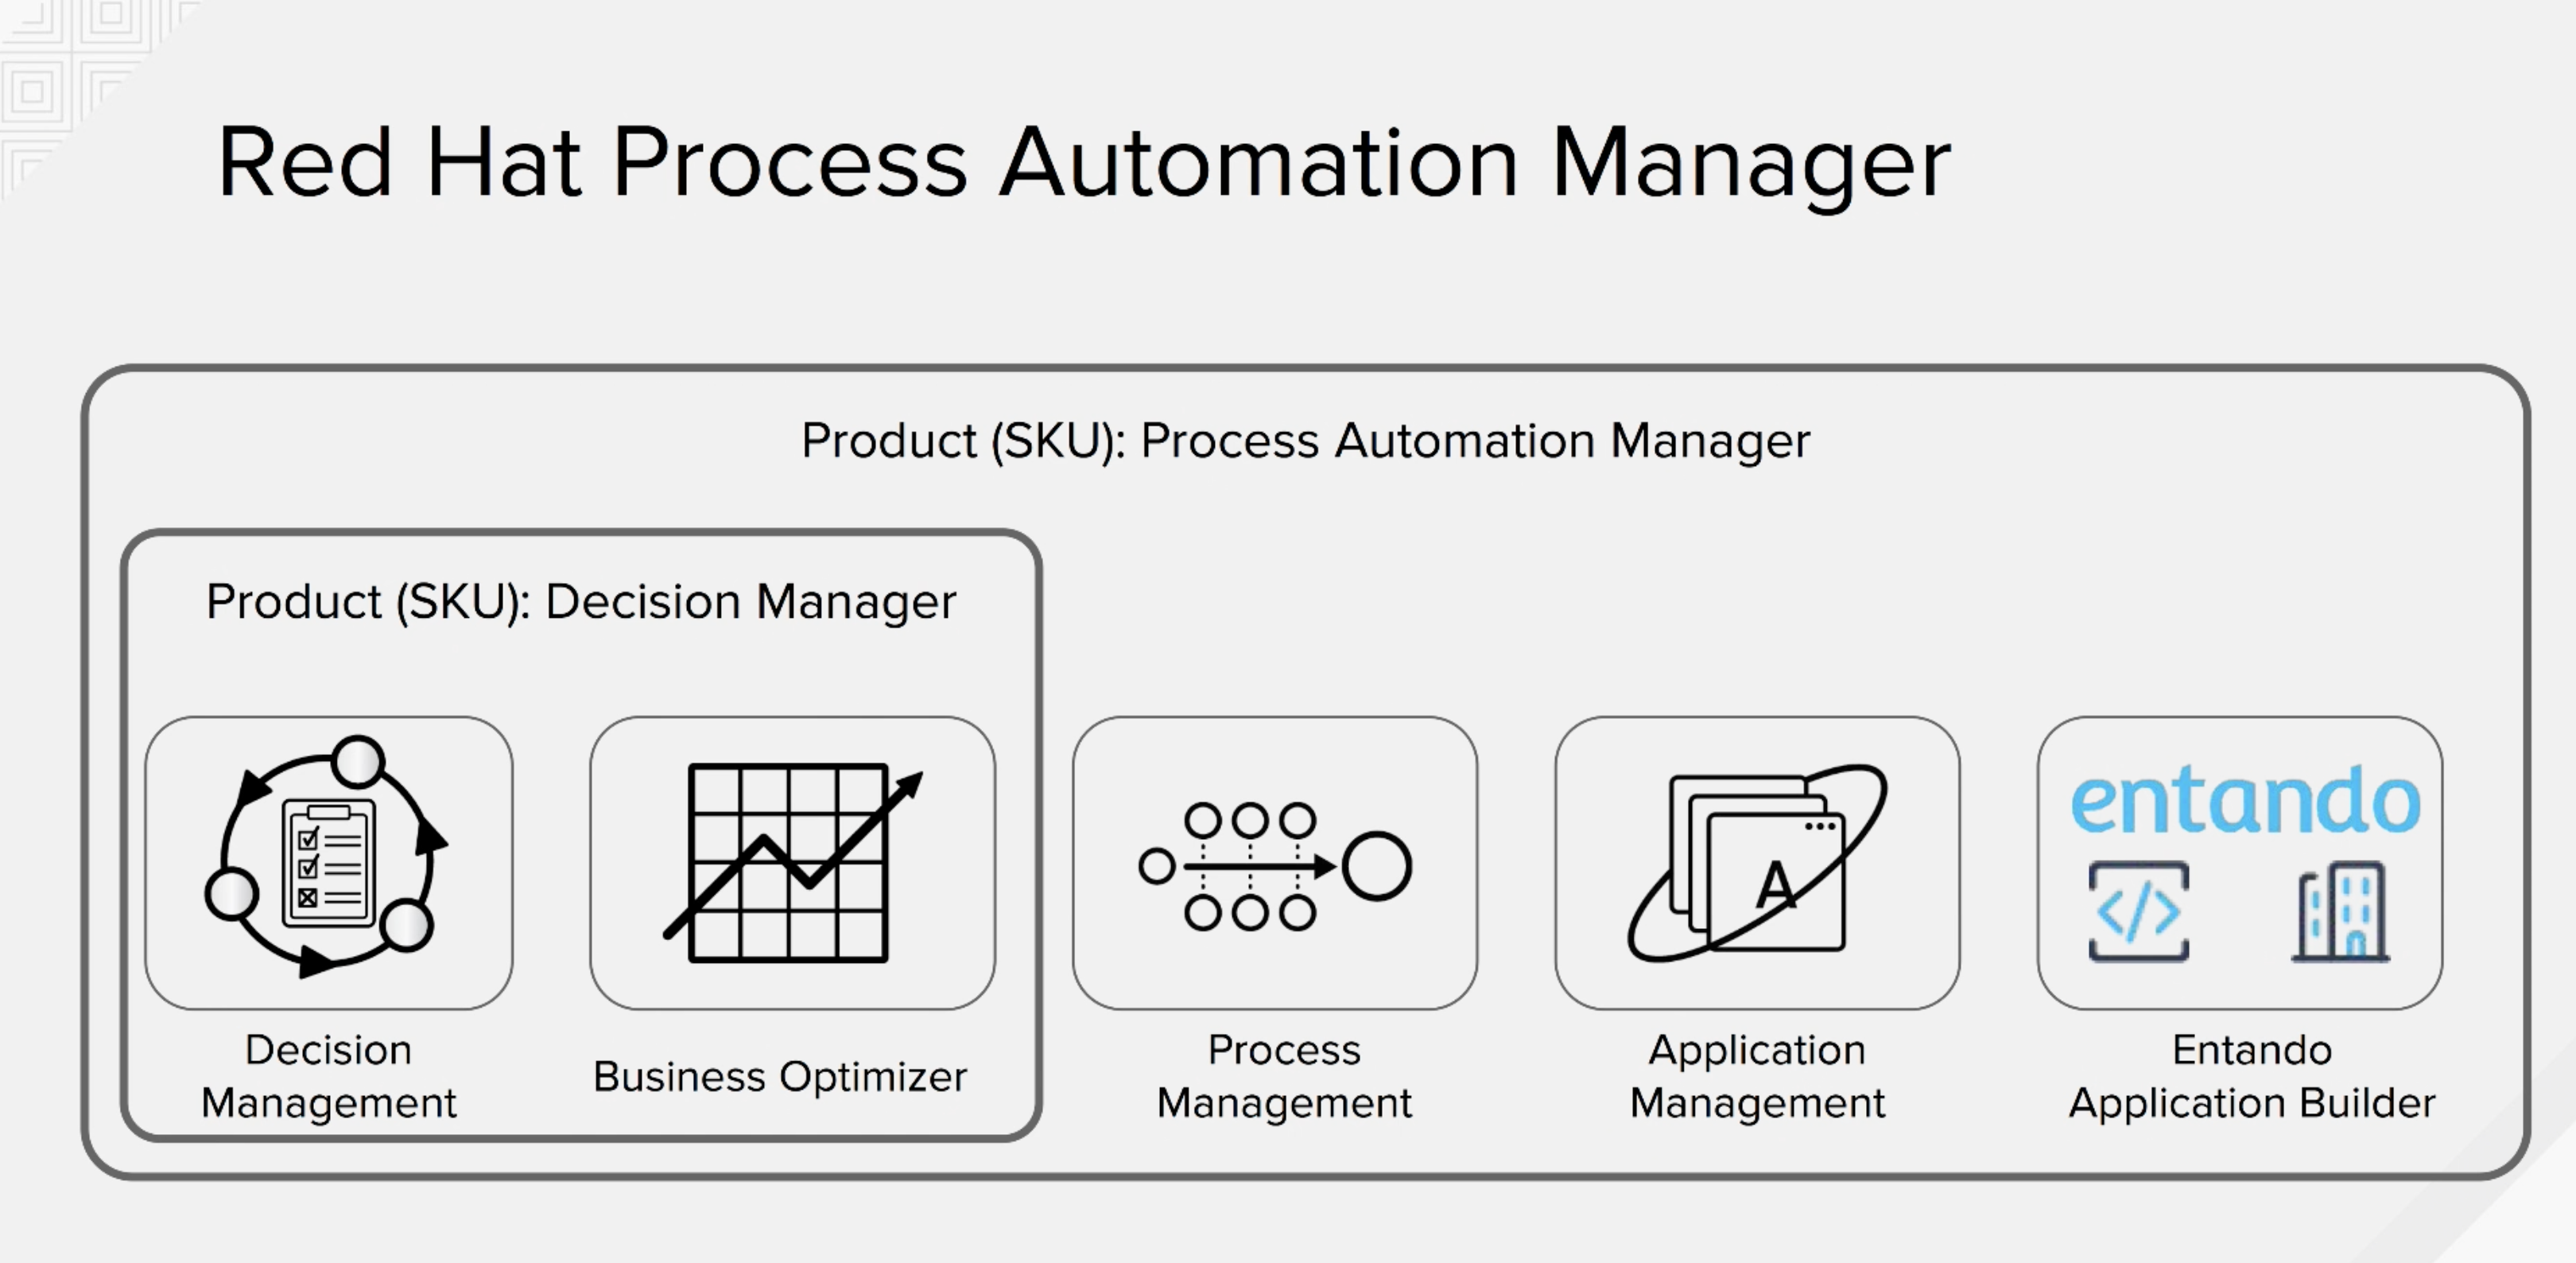 Red Hat Process Automation Manager
Product (SKU): Process Automation Manager
Product (SKU): Decision Manager
A
entando
</>
Decision
Management
Business Optimizer
Process
Management
Application
Management
Entando
Application Builder